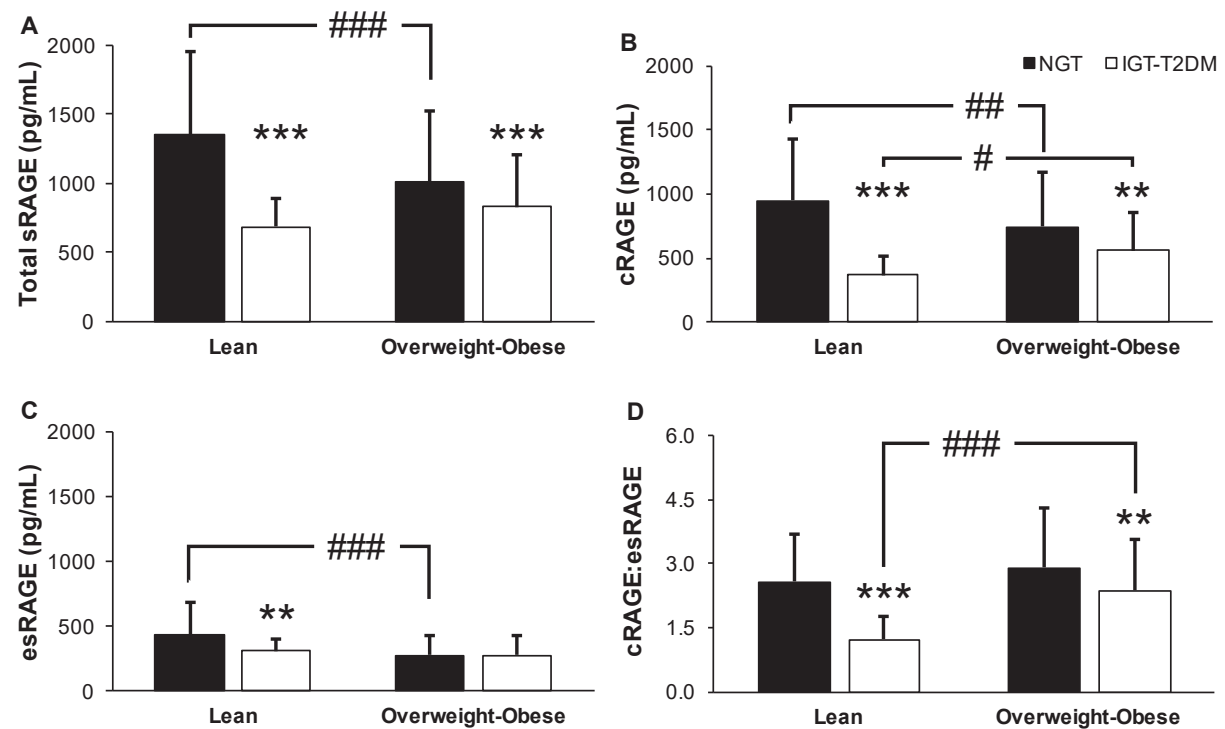 A
Total sRAGE (pg/mL)
2000
1500
1000
500
0
###
***
***
Lean
Overweight-Obese
B
NGT
IGT-T2DM
cRAGE (pg/mL)
2000
1500
1000
500
0
##
#
***
**
Lean
Overweight-Obese
C
esRAGE (pg/mL)
2000
1500
1000
500
0
###
**
Lean
Overweight-Obese
D
cRAGE:esRAGE
6.0
4.5
3.0
1.5
0.0
###
**
***
Lean
Overweight-Obese